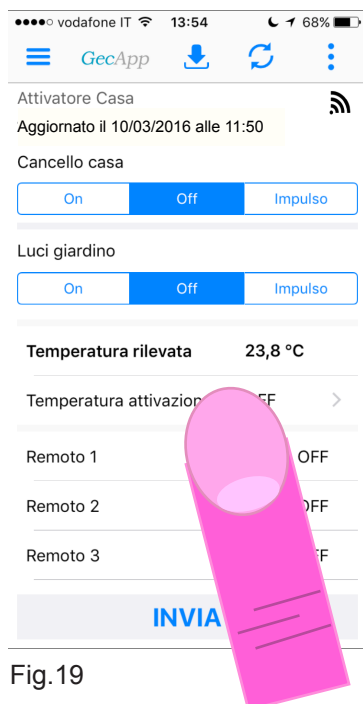 vodafone IT 13:54 68%
GecApp
Attivatore Casa
Aggiornato il 10/03/2016 alle 11:50
Cancello casa
On Off Impulso
Luci giardino
On Off Impulso
Temperatura rilevata 23,8 °C
Temperatura
Remoto 1 OFF
Remoto 2
Remoto 3
INVIA
Fig.19